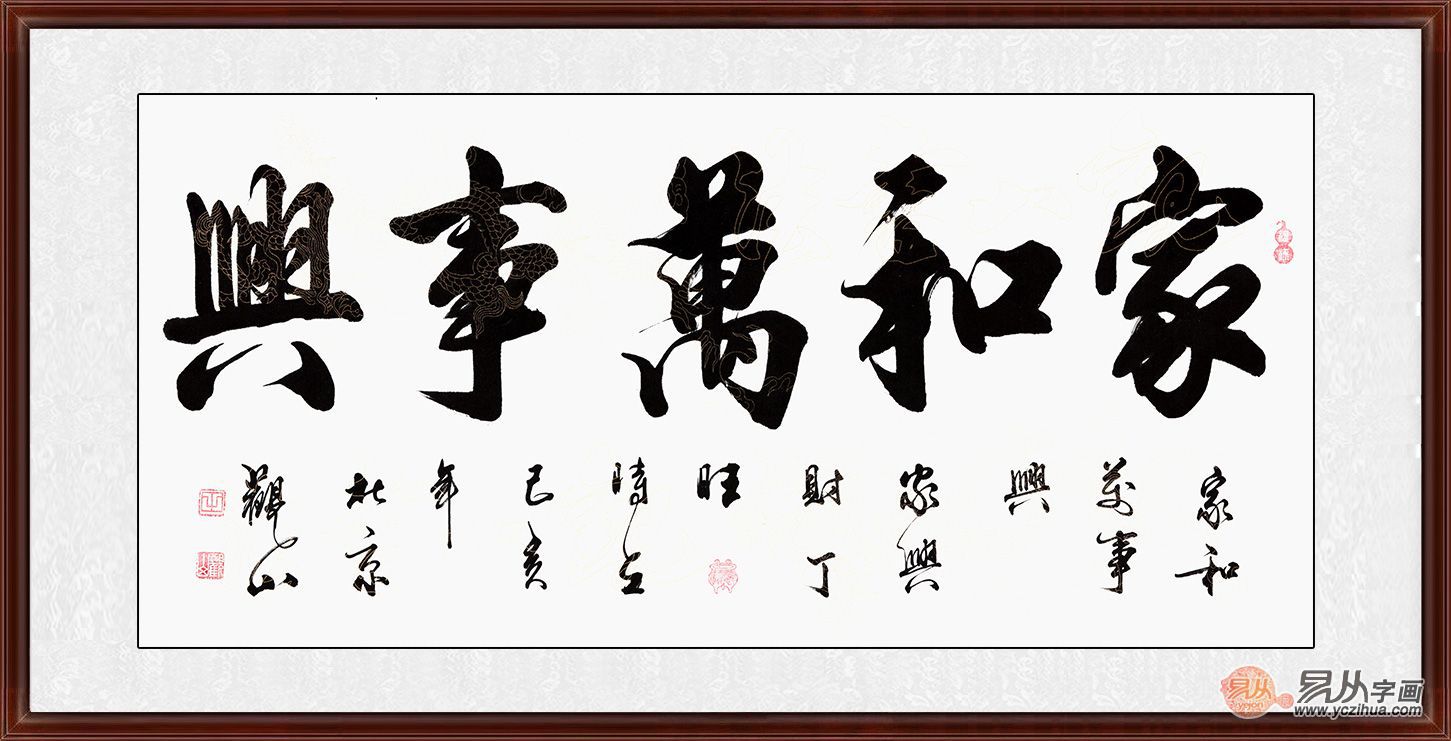 家和萬事興
家和
萬事
興
家興
財丁
旺
時在
己亥
年
於京
觀山
易从
易从字画
www.yczihua.com